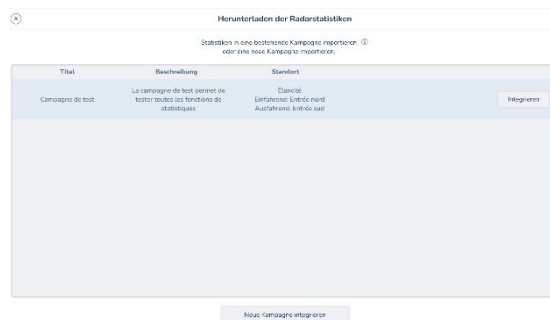 Herunterladen der Radarstatistiken
Statistiken in eine bestehende Kampagne importieren
oder eine neue Kampagne importieren.
Titel Beschreibung Standort
Campagne de test
La campagne de test permet de
tester toutes les fonctions de
statistiques
Élancité
Einfahrend: Entrée nord
Ausfahrend: Entrée sud
Integrieren
Neue Kampagne integrieren